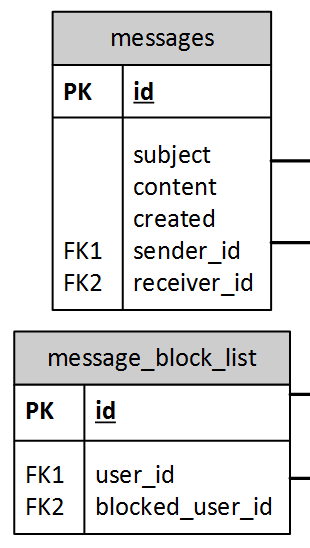 messages
PK id
subject
content
created
FK1 sender_id
FK2 receiver_id
message_block_list
PK id
FK1 user_id
FK2 blocked_user_id